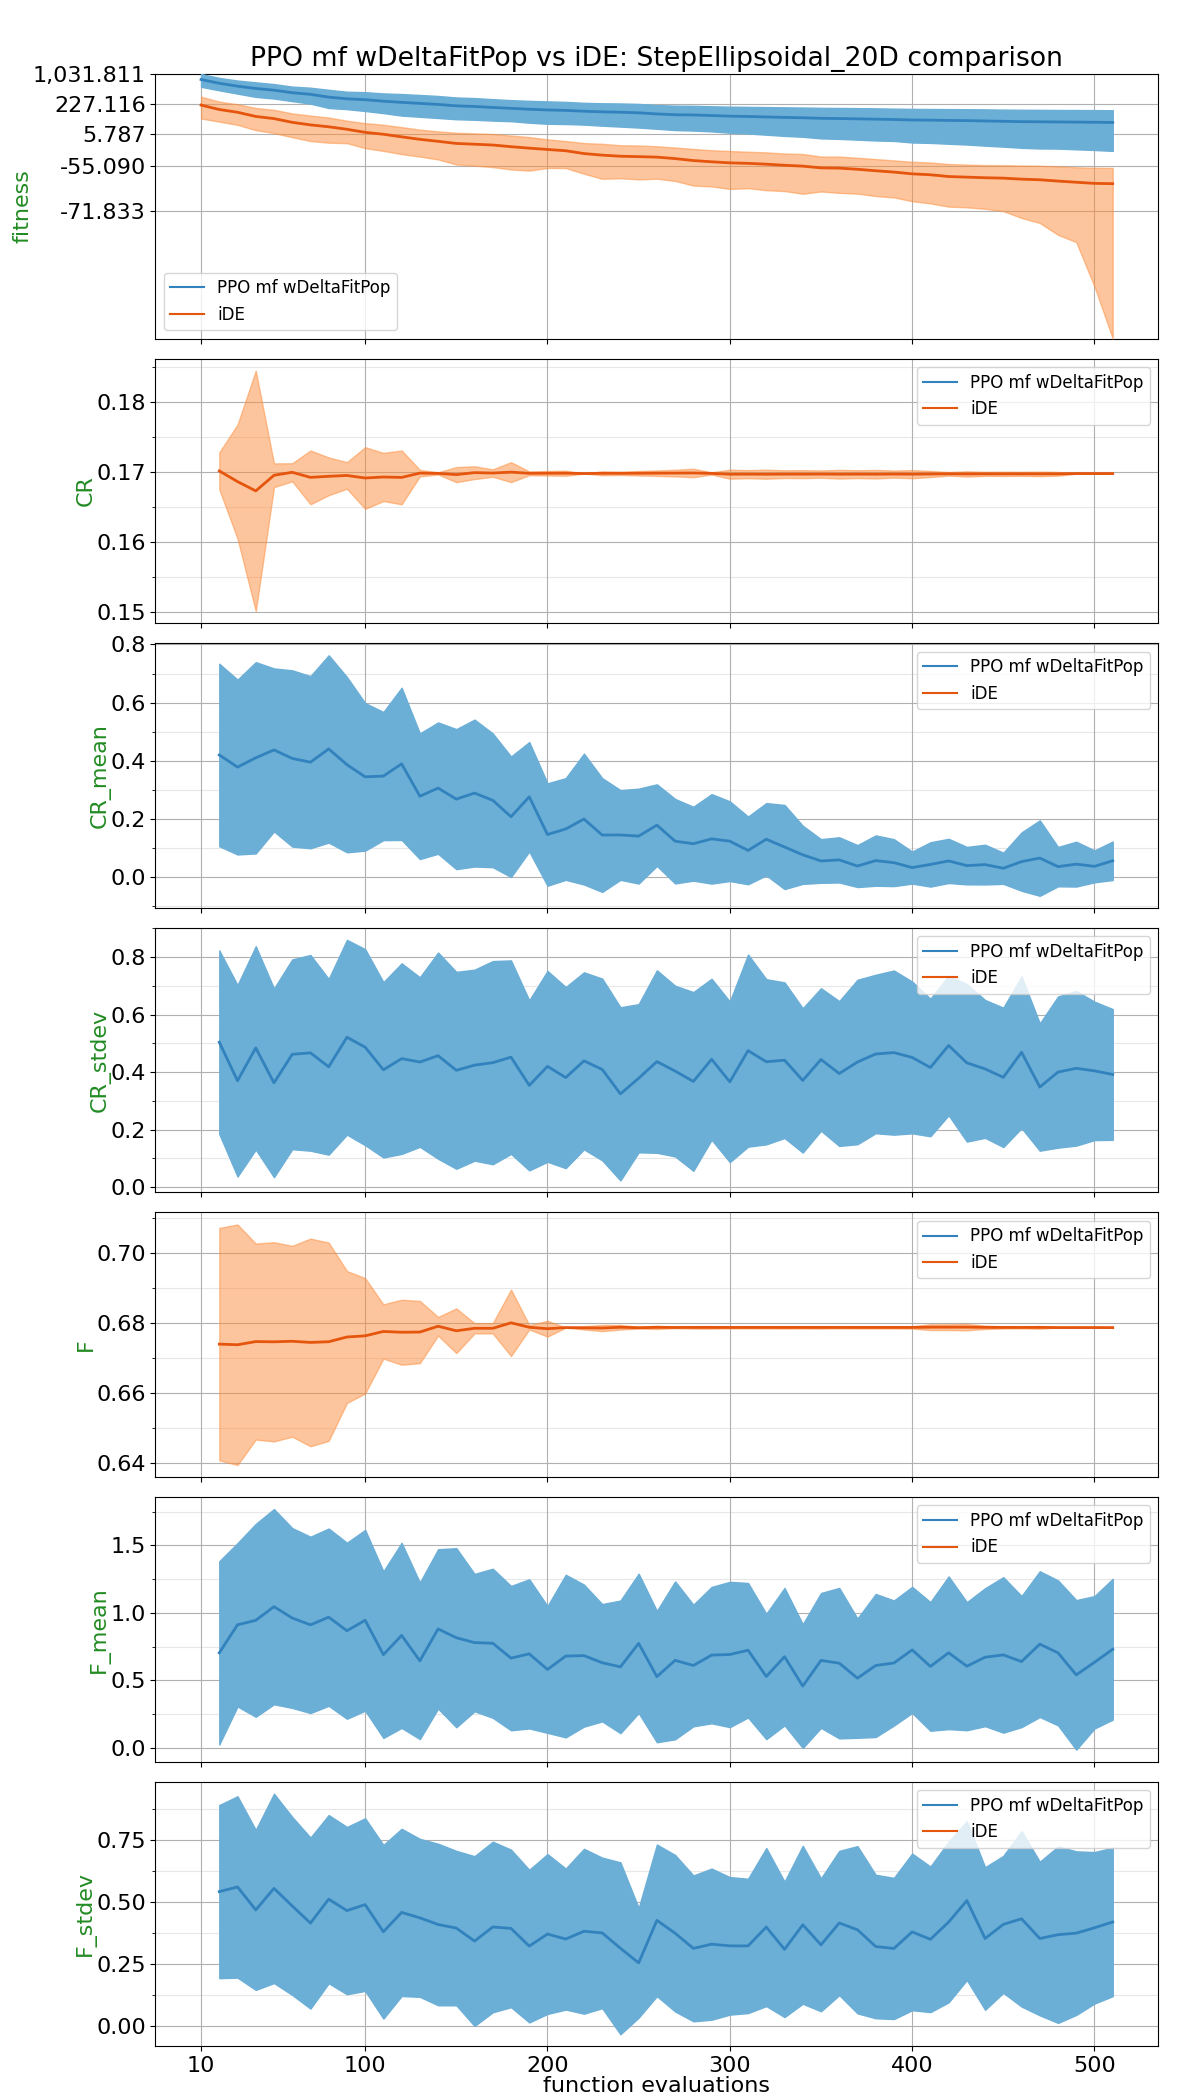 PPO mf wDeltaFitPop vs iDE: StepEllipsoidal_20D comparison
1,031.811
227.116
5.787
-55.090
-71.833
fitness
PPO mf wDeltaFitPop
iDE
0.18
0.17
0.16
0.15
CR
PPO mf wDeltaFitPop
iDE
0.8
0.6
0.4
0.2
0.0
CR_mean
PPO mf wDeltaFitPop
iDE
0.8
0.6
0.4
0.2
0.0
CR_stdev
PPO mf wDeltaFitPop
iDE
0.70
0.68
0.66
0.64
F
PPO mf wDeltaFitPop
iDE
1.5
1.0
0.5
0.0
F_mean
PPO mf wDeltaFitPop
iDE
0.75
0.50
0.25
0.00
F_stdev
PPO mf wDeltaFitPop
iDE
10 100 200 300 400 500
function evaluations